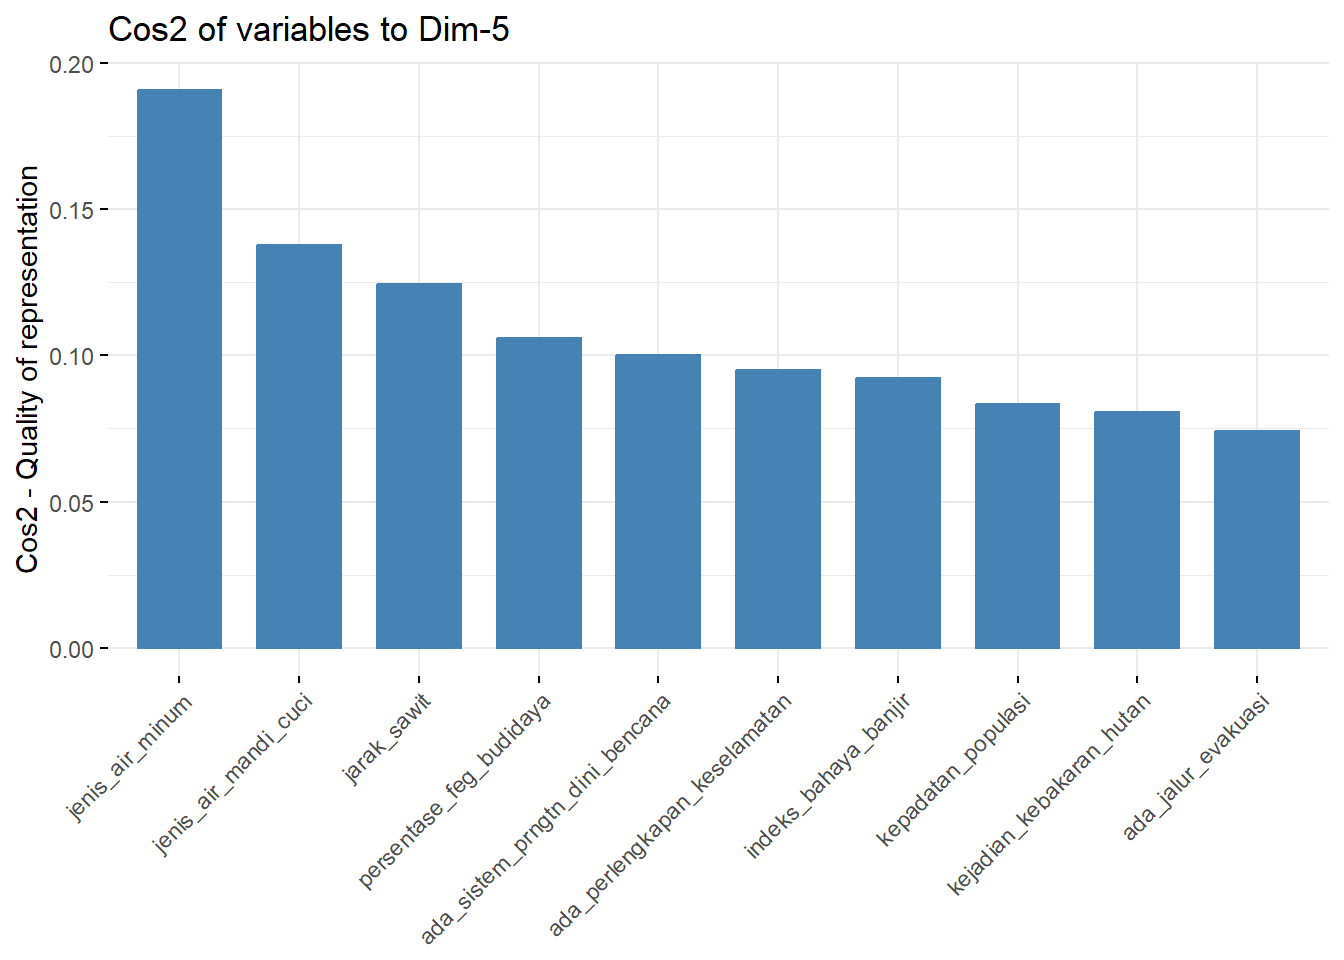 Cos2 of variables to Dim-5
Cos2 - Quality of representation
0.20
0.15
0.10
0.05
0.00
jenis_air_minum
jenis_air_mandi_cuci
jarak_sawit
persentase_feg_budidaya
ada_sistem_prngtn_dini_bencana
ada_perlengkapan_keselamatan
indeks_bahaya_banjir
kepadatan_populasi
kejadian_kebakaran_hutan
ada_jalur_evakuasi